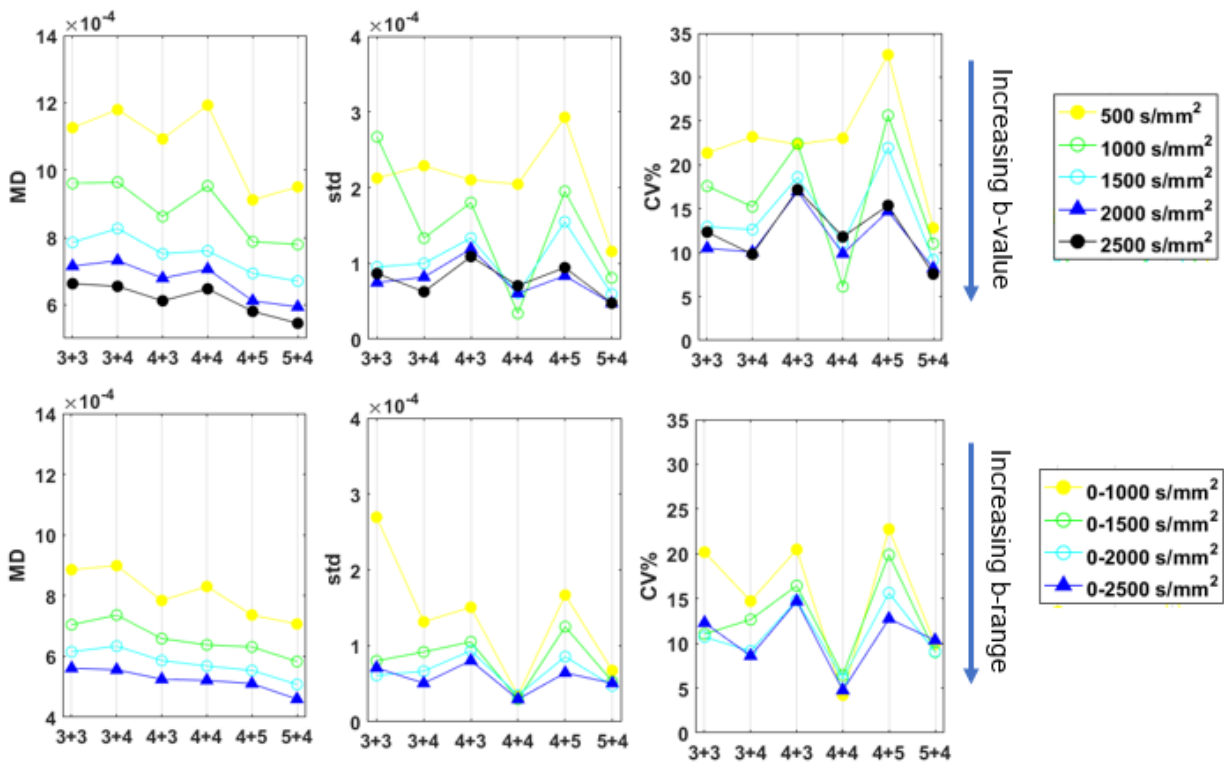 ×10⁻⁴
14
12
10
8
6
MD
3+3 3+4 4+3 4+4 4+5 5+4
×10⁻⁴
4
3
2
1
0
std
3+3 3+4 4+3 4+4 4+5 5+4
35
30
25
20
15
10
5
0
CV%
3+3 3+4 4+3 4+4 4+5 5+4
Increasing b-value
500 s/mm²
1000 s/mm²
1500 s/mm²
2000 s/mm²
2500 s/mm²
×10⁻⁴
14
12
10
8
6
4
MD
3+3 3+4 4+3 4+4 4+5 5+4
×10⁻⁴
4
3
2
1
0
std
3+3 3+4 4+3 4+4 4+5 5+4
35
30
25
20
15
10
5
0
CV%
3+3 3+4 4+3 4+4 4+5 5+4
Increasing b-range
0-1000 s/mm²
0-1500 s/mm²
0-2000 s/mm²
0-2500 s/mm²